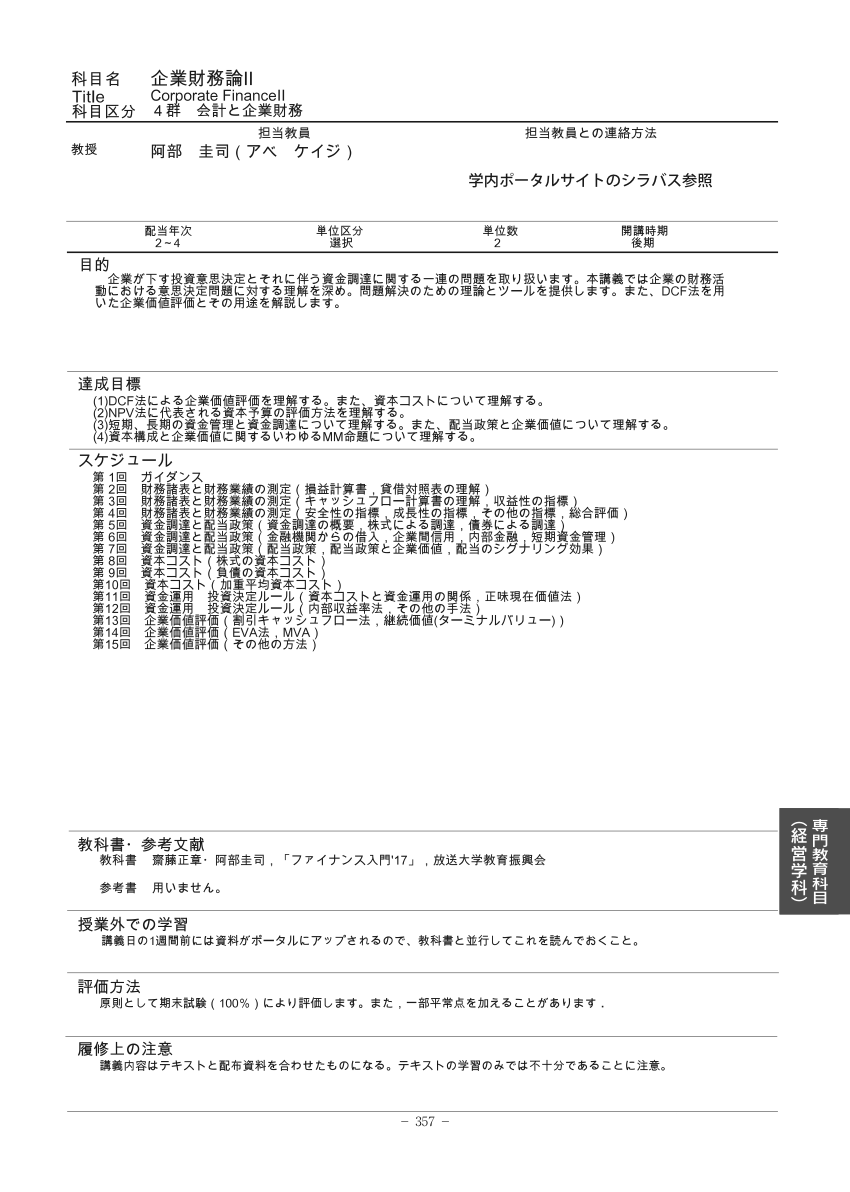 科目名　企業財務論II
Title　Corporate FinanceII
科目区分　４群　会計と企業財務
担当教員　担当教員との連絡方法
教授　阿部　圭司（アベ　ケイジ）
学内ポータルサイトのシラバス参照
配当年次　単位区分　単位数　開講時期
2～4　選択　2　後期
目的
　企業が下す投資意思決定とそれに伴う資金調達に関する一連の問題を取り扱います。本講義では企業の財務活
動における意思決定問題に対する理解を深め。問題解決のための理論とツールを提供します。また、DCF法を用
いた企業価値評価とその用途を解説します。
達成目標
(1)DCF法による企業価値評価を理解する。また、資本コストについて理解する。
(2)NPV法に代表される資本予算の評価方法を理解する。
(3)短期、長期の資金管理と資金調達について理解する。また、配当政策と企業価値について理解する。
(4)資本構成と企業価値に関するいわゆるMM命題について理解する。
スケジュール
第 1回　ガイダンス
第 2回　財務諸表と財務業績の測定（損益計算書，貸借対照表の理解）
第 3回　財務諸表と財務業績の測定（キャッシュフロー計算書の理解，収益性の指標）
第 4回　財務諸表と財務業績の測定（安全性の指標，成長性の指標，その他の指標，総合評価）
第 5回　資金調達と配当政策（資金調達の概要，株式による調達，債券による調達）
第 6回　資金調達と配当政策（金融機関からの借入，企業間信用，内部金融，短期資金管理）
第 7回　資金調達と配当政策（配当政策，配当政策と企業価値，配当のシグナリング効果）
第 8回　資本コスト（株式の資本コスト）
第 9回　資本コスト（負債の資本コスト）
第10回　資本コスト（加重平均資本コスト）
第11回　資金運用　投資決定ルール（資本コストと資金運用の関係，正味現在価値法）
第12回　資金運用　投資決定ルール（内部収益率法，その他の手法）
第13回　企業価値評価（割引キャッシュフロー法，継続価値(ターミナルバリュー)）
第14回　企業価値評価（EVA法，MVA）
第15回　企業価値評価（その他の方法）
教科書・参考文献
教科書　齋藤正章・阿部圭司，「ファイナンス入門'17」，放送大学教育振興会
参考書　用いません。
授業外での学習
講義日の1週間前には資料がポータルにアップされるので、教科書と並行してこれを読んでおくこと。
評価方法
原則として期末試験（100%）により評価します。また，一部平常点を加えることがあります．
履修上の注意
講義内容はテキストと配布資料を合わせたものになる。テキストの学習のみでは不十分であることに注意。
専門教育科目
（経営学科）
− 357 −